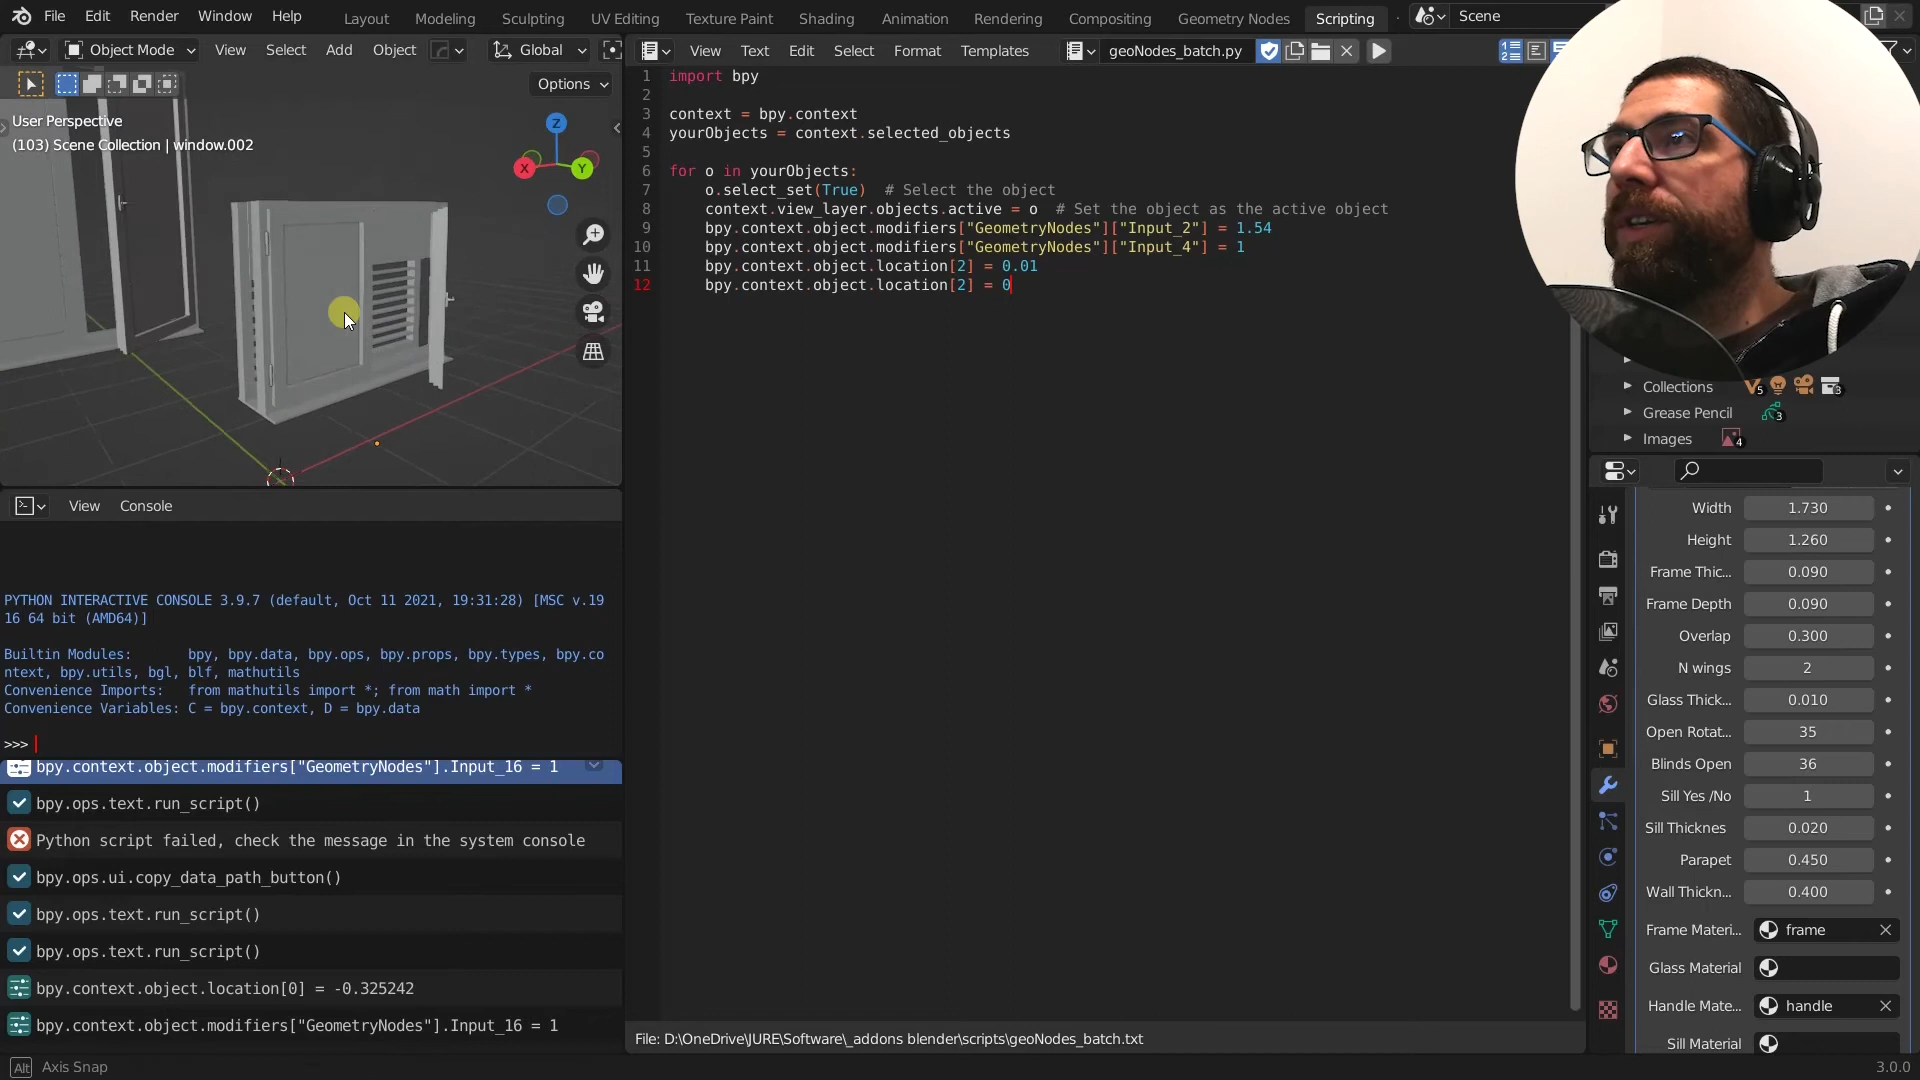 File Edit Render Window Help Layout Modeling Sculpting UV Editing Texture Paint Shading Animation Rendering Compositing Geometry Nodes Scripting Scene
Object Mode View Select Add Object Global
View Text Edit Select Format Templates geoNodes_batch.py
Options
User Perspective
(103) Scene Collection | window.002
Z
X
Y
1 import bpy
2
3 context = bpy.context
4 yourObjects = context.selected_objects
5
6 for o in yourObjects:
7 o.select_set(True) # Select the object
8 context.view_layer.objects.active = o # Set the object as the active object
9 bpy.context.object.modifiers["GeometryNodes"]["Input_2"] = 1.54
10 bpy.context.object.modifiers["GeometryNodes"]["Input_4"] = 1
11 bpy.context.object.location[2] = 0.01
12 bpy.context.object.location[2] = 0
View Console
PYTHON INTERACTIVE CONSOLE 3.9.7 (default, Oct 11 2021, 19:31:28) [MSC v.19
16 64 bit (AMD64)]
Builtin Modules: bpy, bpy.data, bpy.ops, bpy.props, bpy.types, bpy.co
ntext, bpy.utils, bgl, blf, mathutils
Convenience Imports: from mathutils import *; from math import *
Convenience Variables: C = bpy.context, D = bpy.data
>>>
bpy.context.object.modifiers["GeometryNodes"].Input_16 = 1
bpy.ops.text.run_script()
Python script failed, check the message in the system console
bpy.ops.ui.copy_data_path_button()
bpy.ops.text.run_script()
bpy.ops.text.run_script()
bpy.context.object.location[0] = -0.325242
bpy.context.object.modifiers["GeometryNodes"].Input_16 = 1
File: D:\OneDrive\JURE\Software\_addons blender\scripts\geoNodes_batch.txt
Collections 5 3
Grease Pencil 3
Images 4
Width 1.730
Height 1.260
Frame Thic... 0.090
Frame Depth 0.090
Overlap 0.300
N wings 2
Glass Thick... 0.010
Open Rotat... 35
Blinds Open 36
Sill Yes /No 1
Sill Thicknes 0.020
Parapet 0.450
Wall Thickn... 0.400
Frame Materi... frame
Glass Material
Handle Mate... handle
Sill Material
Alt Axis Snap
3.0.0